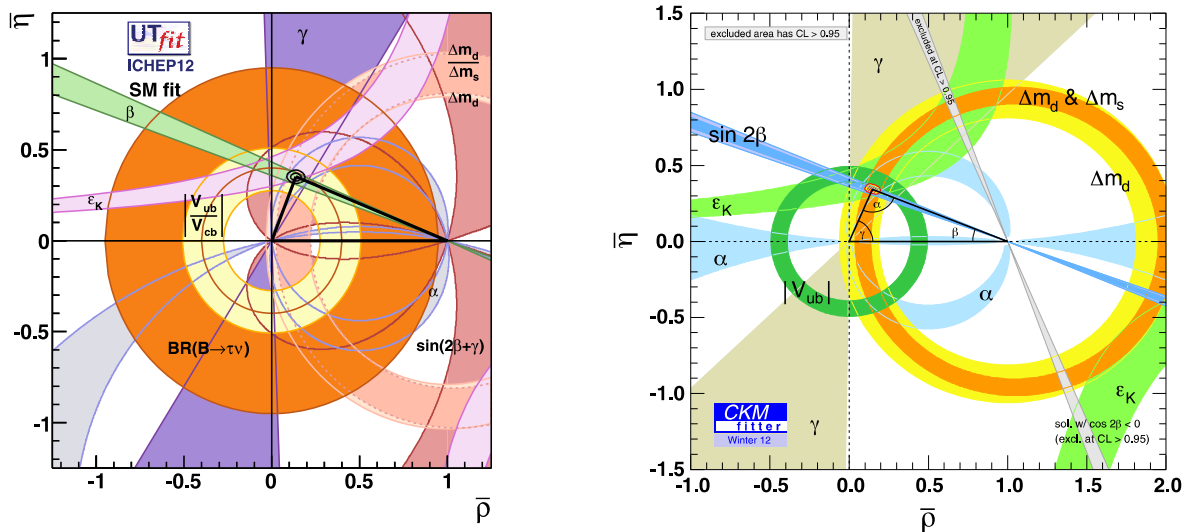 η̅
UT
fit
ICHEP12
SM fit
γ
Δm_d
Δm_s
Δm_d
β
ε_K
V_ub
V_cb
α
BR(B→τν)
sin(2β+γ)
1
0.5
0
-0.5
-1
-1
-0.5
0
0.5
1
ρ̅
excluded area has CL > 0.95
excluded at CL > 0.95
γ
Δm_d & Δm_s
sin 2β
Δm_d
ε_K
α
α
γ
β
|V_ub|
α
ε_K
γ
CKM
fitter
Winter 12
sol. w/ cos 2β < 0
(excl. at CL > 0.95)
η̅
1.5
1.0
0.5
0.0
-0.5
-1.0
-1.5
-1.0
-0.5
0.0
0.5
1.0
1.5
2.0
ρ̅